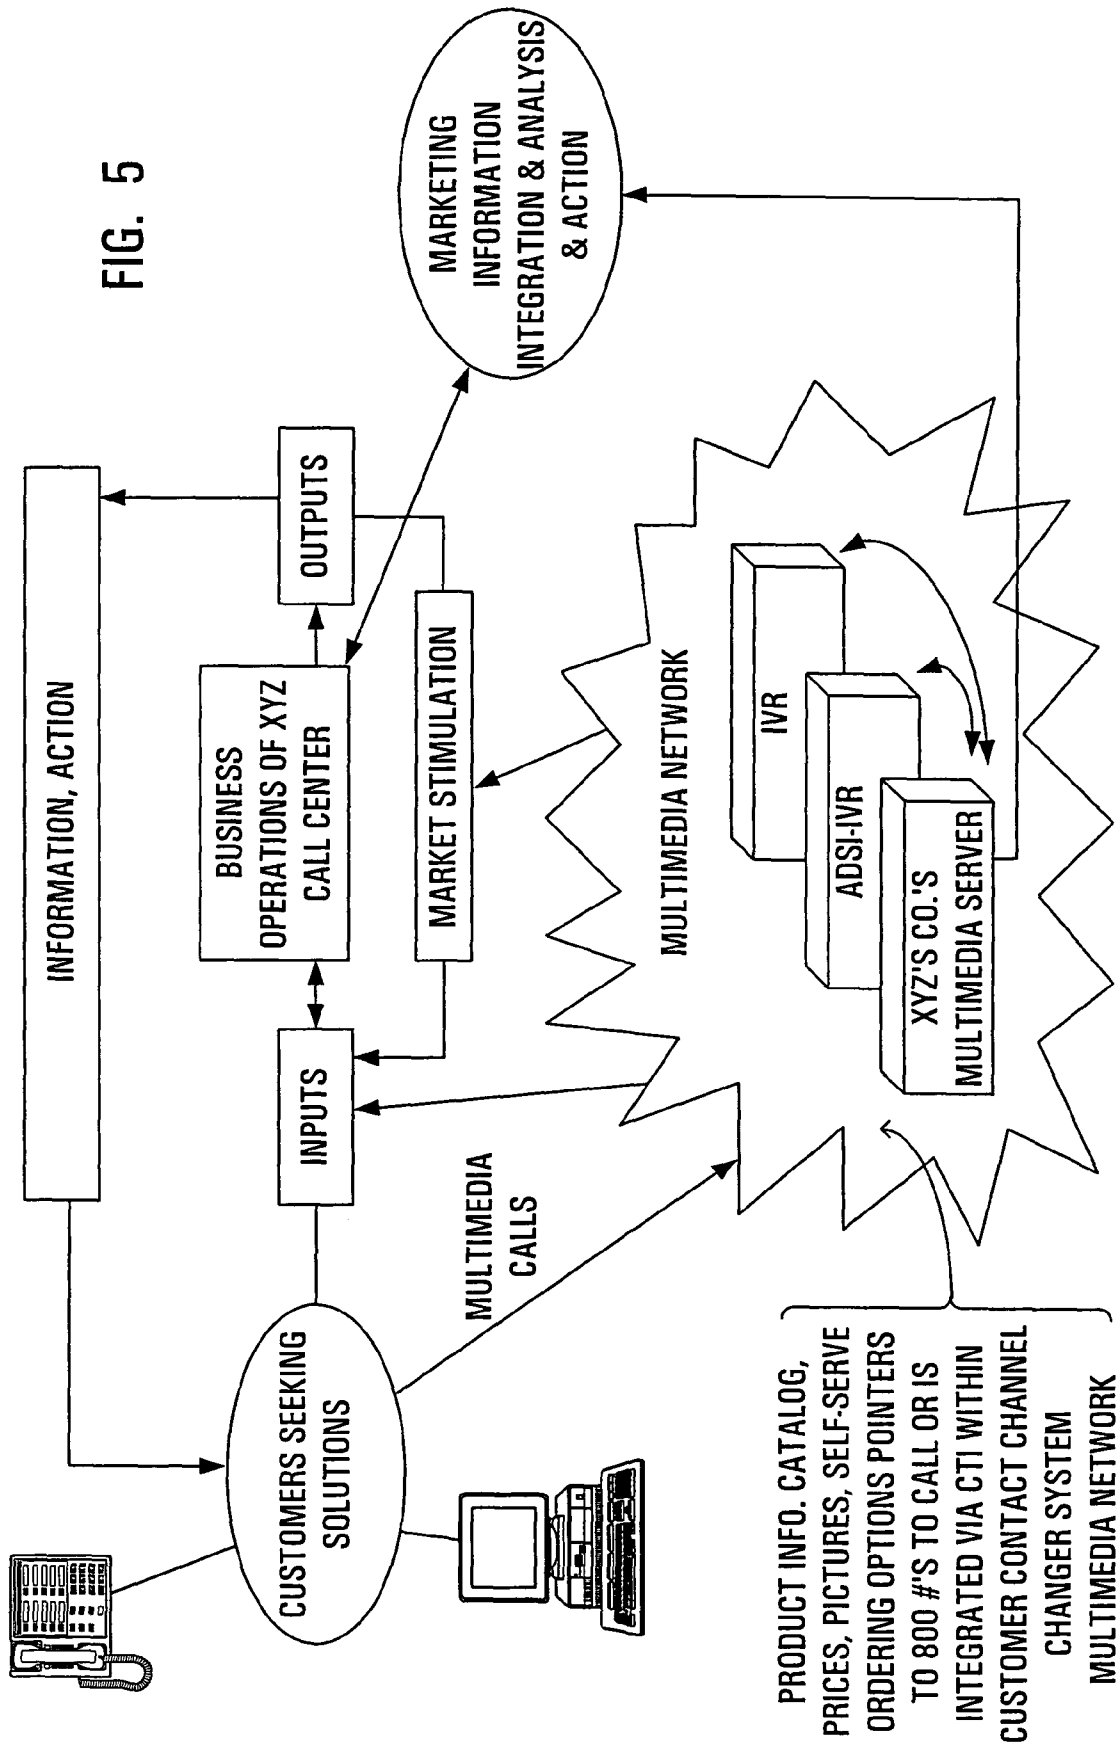 FIG. 5
INFORMATION, ACTION
CUSTOMERS SEEKING
SOLUTIONS
INPUTS
BUSINESS
OPERATIONS OF XYZ
CALL CENTER
OUTPUTS
MARKET STIMULATION
MARKETING
INFORMATION
INTEGRATION & ANALYSIS
& ACTION
MULTIMEDIA
CALLS
MULTIMEDIA NETWORK
IVR
ADSI-IVR
XYZ'S CO.'S
MULTIMEDIA SERVER
PRODUCT INFO. CATALOG,
PRICES, PICTURES, SELF-SERVE
ORDERING OPTIONS POINTERS
TO 800 #'S TO CALL OR IS
INTEGRATED VIA CTI WITHIN
CUSTOMER CONTACT CHANNEL
CHANGER SYSTEM
MULTIMEDIA NETWORK